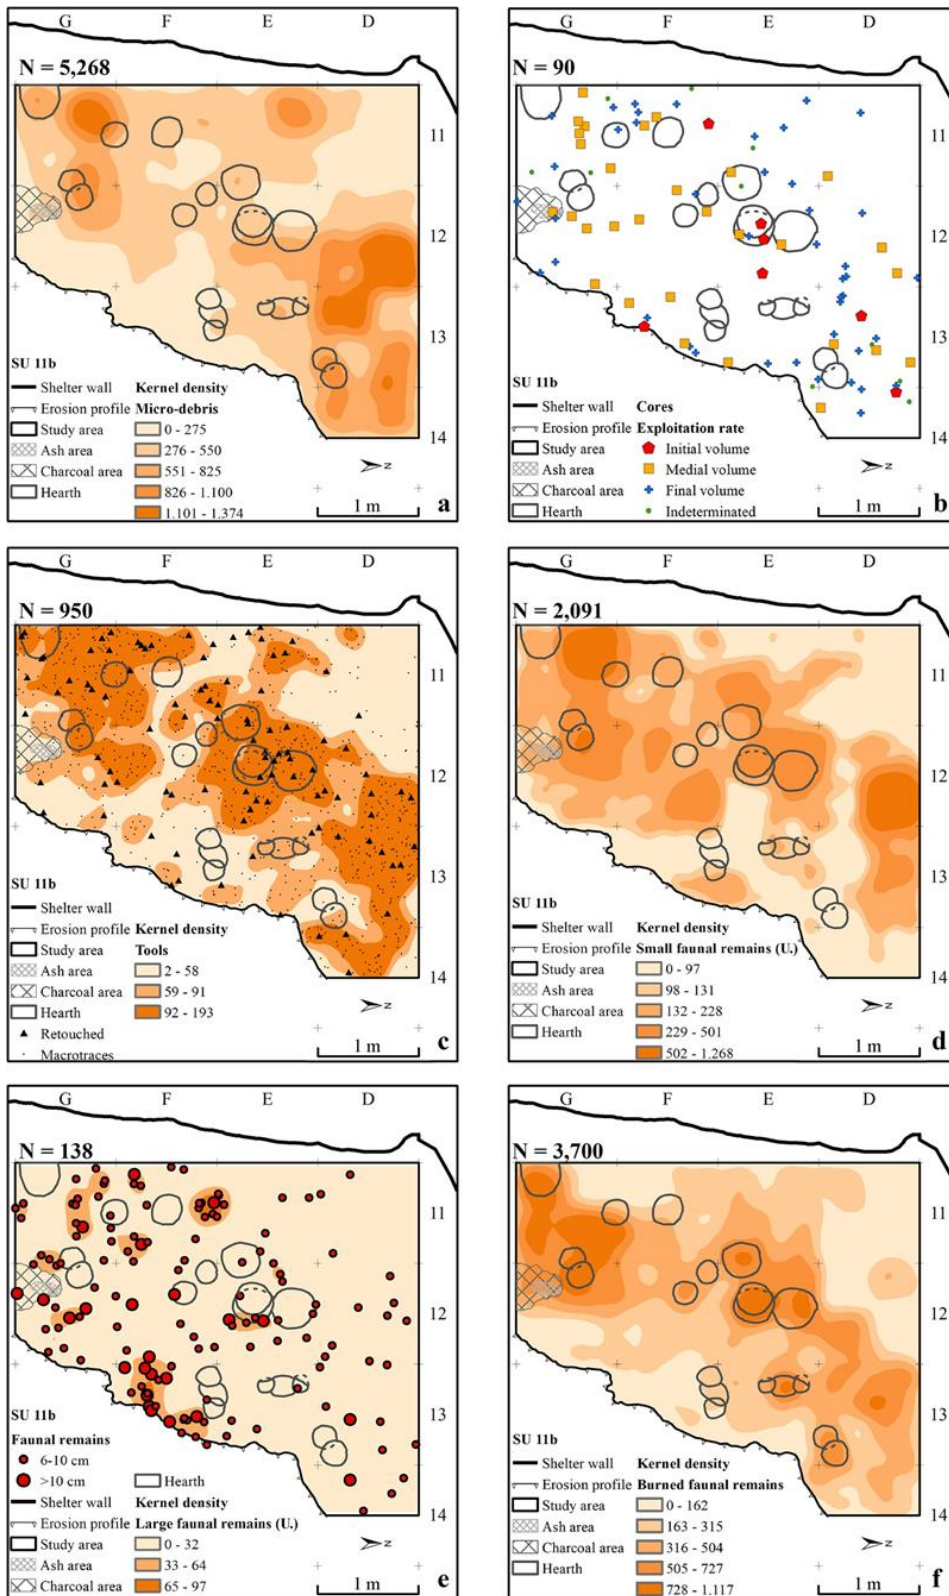 G F E D
N = 5,268
11
12
13
14
SU 11b
Shelter wall
Erosion profile
Study area
Ash area
Charcoal area
Hearth
Kernel density
Micro-debris
0 - 275
276 - 550
551 - 825
826 - 1.100
1.101 - 1.374
N
1 m
a
G F E D
N = 90
11
12
13
14
SU 11b
Shelter wall
Erosion profile
Study area
Ash area
Charcoal area
Hearth
Cores
Exploitation rate
Initial volume
Medial volume
Final volume
Indeterminated
N
1 m
b
G F E D
N = 950
11
12
13
14
SU 11b
Shelter wall
Erosion profile
Study area
Ash area
Charcoal area
Hearth
Retouched
Macrotraces
Kernel density
Tools
2 - 58
59 - 91
92 - 193
N
1 m
c
G F E D
N = 2,091
11
12
13
14
SU 11b
Shelter wall
Erosion profile
Study area
Ash area
Charcoal area
Hearth
Kernel density
Small faunal remains (U.)
0 - 97
98 - 131
132 - 228
229 - 501
502 - 1.268
N
1 m
d
G F E D
N = 138
11
12
13
14
SU 11b
Faunal remains
6-10 cm
>10 cm
Shelter wall
Erosion profile
Study area
Ash area
Charcoal area
Hearth
Kernel density
Large faunal remains (U.)
0 - 32
33 - 64
65 - 97
N
1 m
e
G F E D
N = 3,700
11
12
13
14
SU 11b
Shelter wall
Erosion profile
Study area
Ash area
Charcoal area
Hearth
Kernel density
Burned faunal remains
0 - 162
163 - 315
316 - 504
505 - 727
728 - 1.117
N
1 m
f